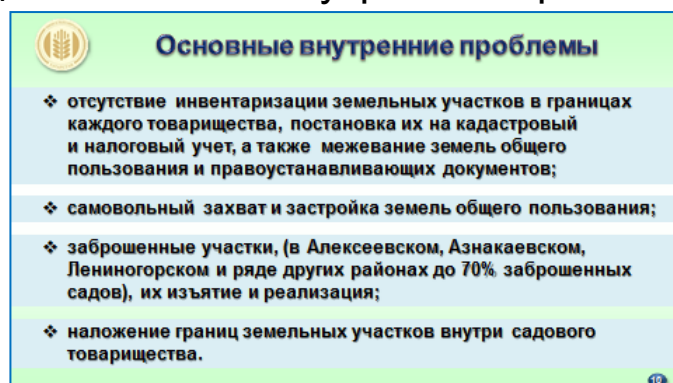 Основные внутренние проблемы
❖ отсутствие инвентаризации земельных участков в границах
каждого товарищества, постановка их на кадастровый
и налоговый учет, а также межевание земель общего
пользования и правоустанавливающих документов;
❖ самовольный захват и застройка земель общего пользования;
❖ заброшенные участки, (в Алексеевском, Азнакаевском,
Лениногорском и ряде других районах до 70% заброшенных
садов), их изъятие и реализация;
❖ наложение границ земельных участков внутри садового
товарищества.